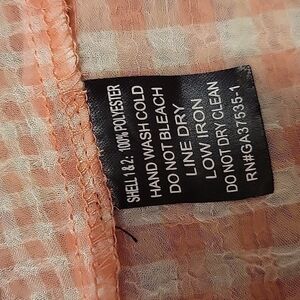 SHELL 1 & 2: 100% POLYESTER
HAND WASH COLD
DO NOT BLEACH
LINE DRY
LOW IRON
DO NOT DRY CLEAN
RN#GA37535-1